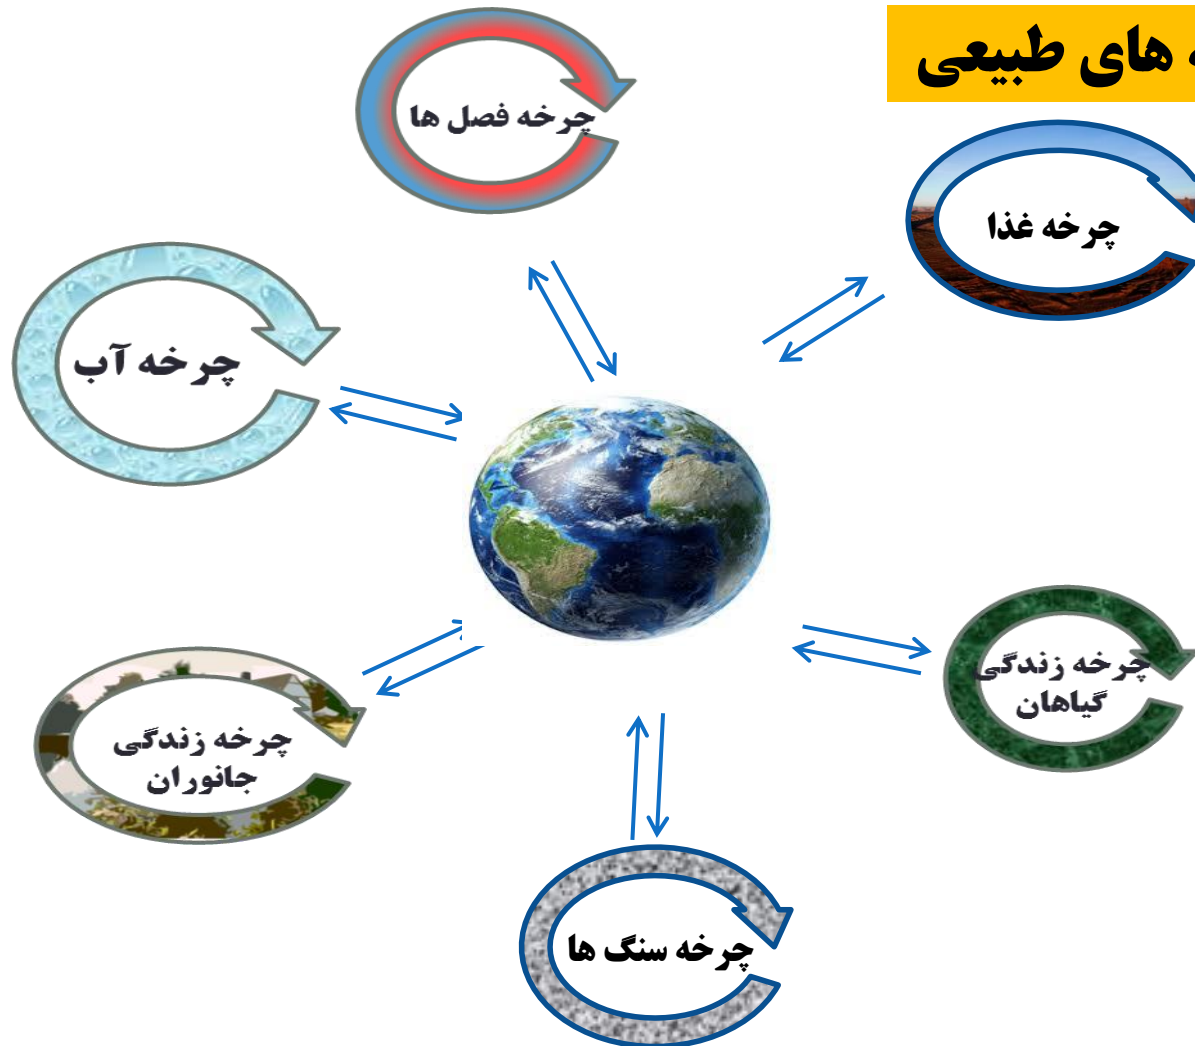 های طبیعی
چرخه فصل ها
چرخه غذا
چرخه آب
چرخه زندگی
گیاهان
چرخه زندگی
جانوران
چرخه سنگ ها